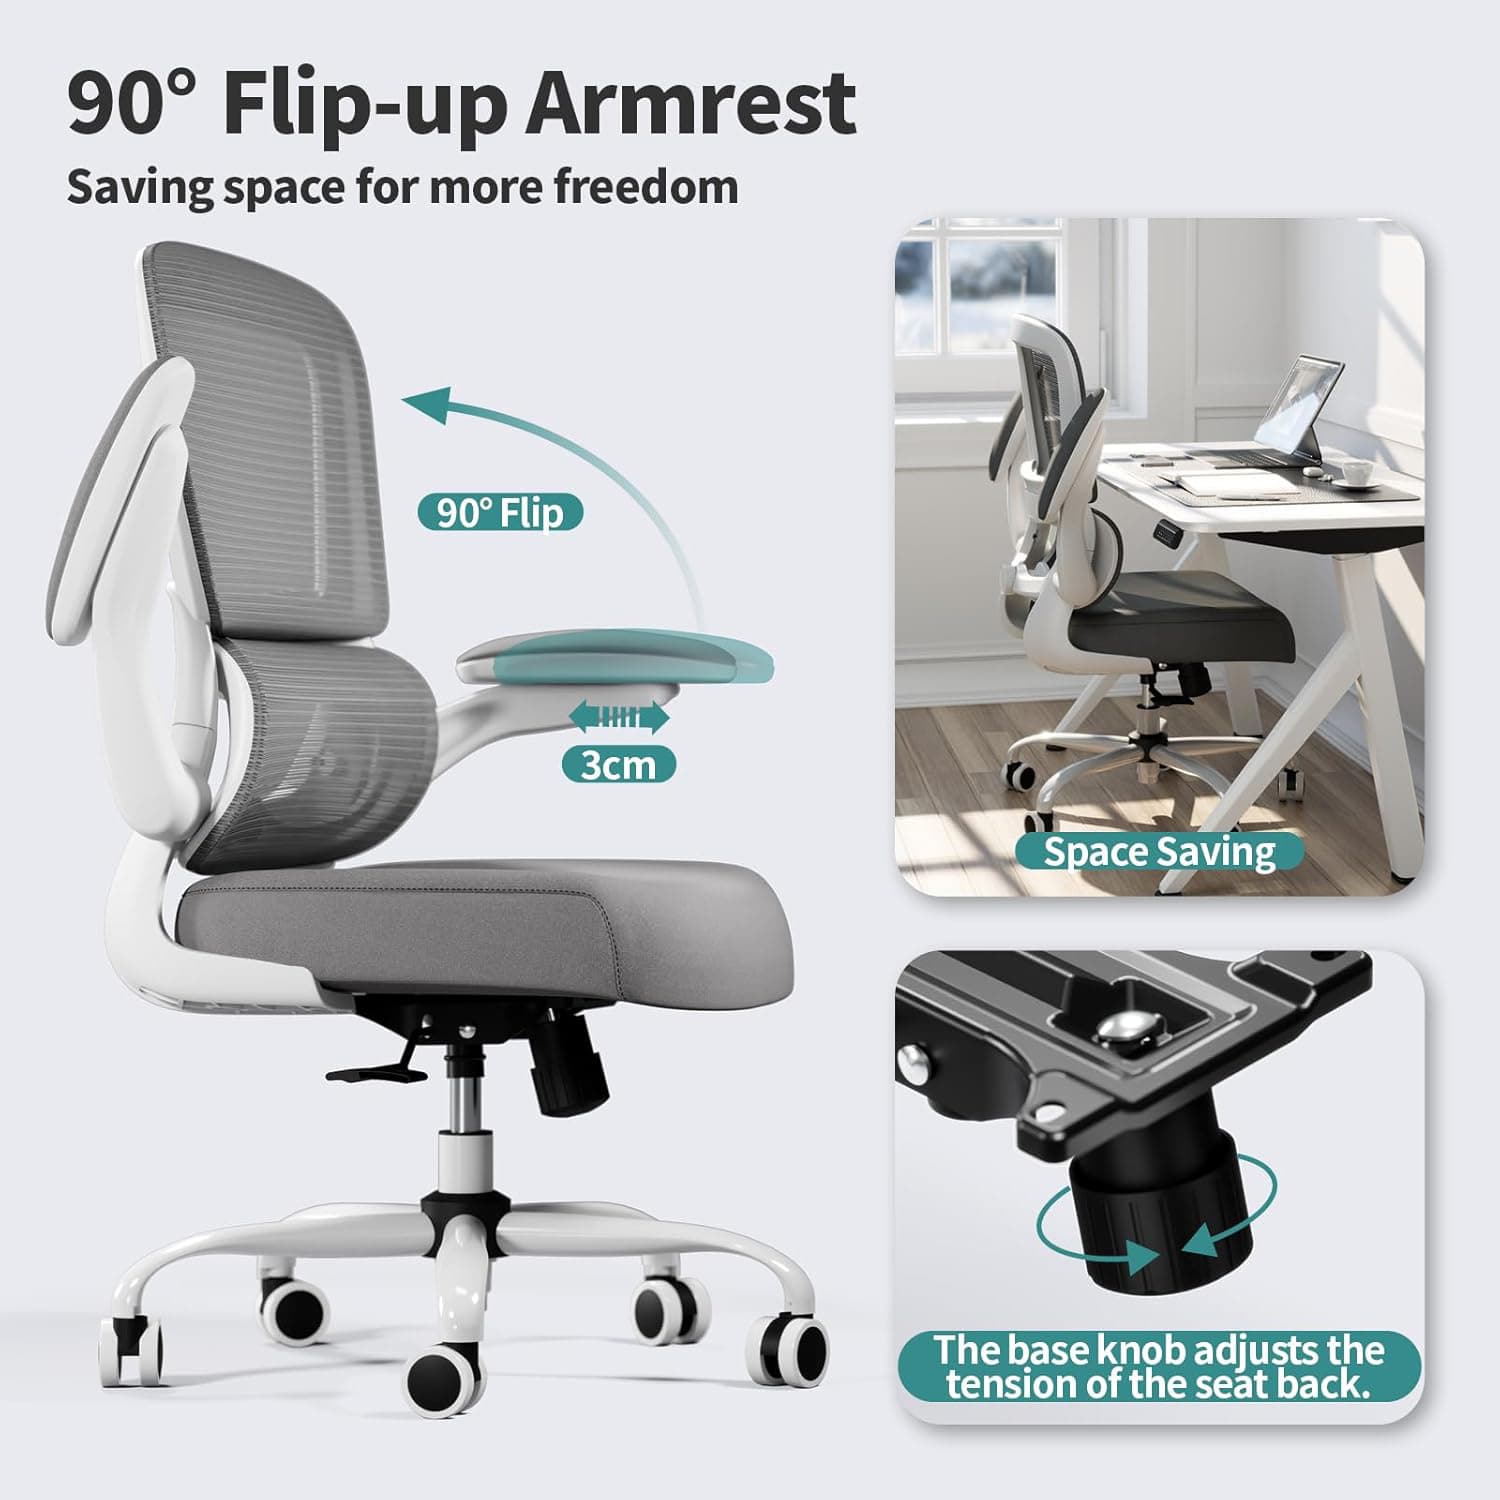 90° Flip-up Armrest
Saving space for more freedom
90° Flip
3cm
Space Saving
The base knob adjusts the
tension of the seat back.